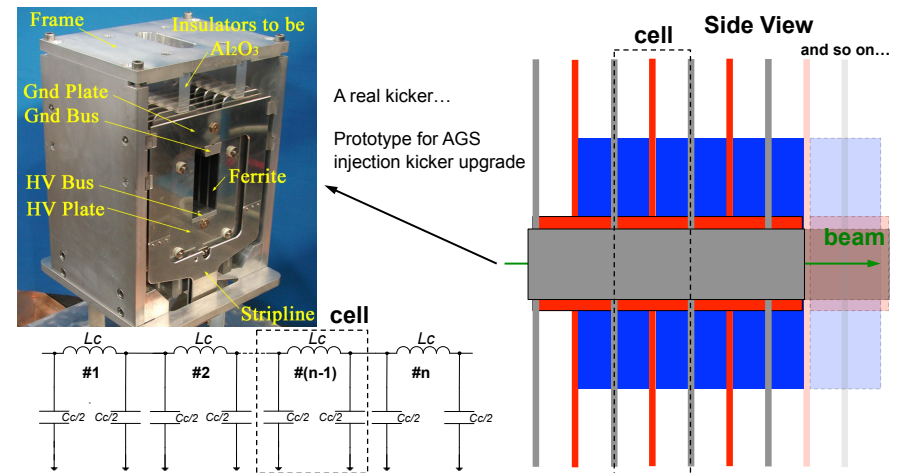 Frame
Insulators to be
Al₂O₃
Gnd Plate
Gnd Bus
Ferrite
HV Bus
HV Plate
Stripline
A real kicker…
Prototype for AGS
injection kicker upgrade
Side View
cell
and so on…
beam
cell
Lc Lc Lc Lc
#1 #2 #(n-1) #n
Cc/2 Cc/2 Cc/2 Cc/2 Cc/2 Cc/2 Cc/2 Cc/2